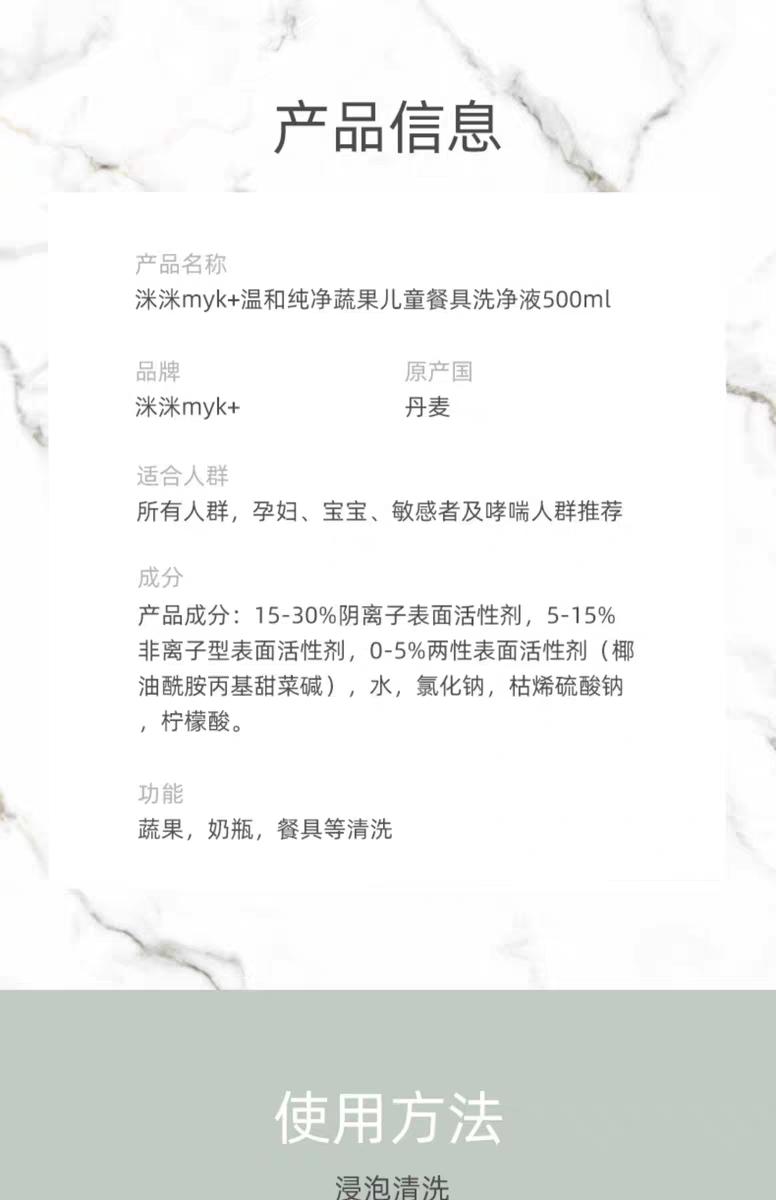 产品信息
产品名称
洣洣myk+温和纯净蔬果儿童餐具洗净液500ml
品牌
原产国
洣洣myk+
丹麦
适合人群
所有人群，孕妇、宝宝、敏感者及哮喘人群推荐
成分
产品成分：15-30%阴离子表面活性剂，5-15%
非离子型表面活性剂，0-5%两性表面活性剂（椰
油酰胺丙基甜菜碱），水，氯化钠，枯烯硫酸钠
，柠檬酸。
功能
蔬果，奶瓶，餐具等清洗
使用方法
浸泡清洗